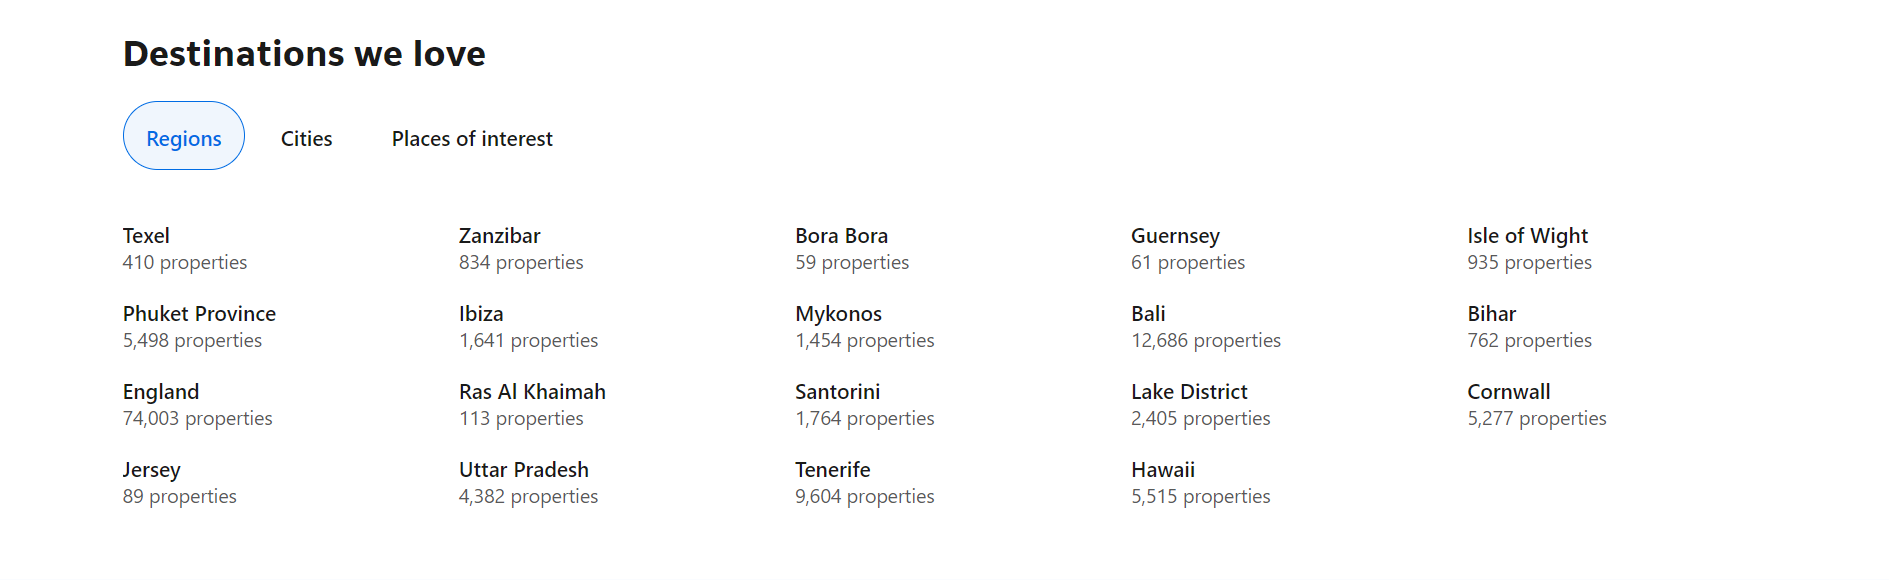 Destinations we love
Regions Cities Places of interest
Texel Zanzibar Bora Bora Guernsey Isle of Wight
410 properties 834 properties 59 properties 61 properties 935 properties
Phuket Province Ibiza Mykonos Bali Bihar
5,498 properties 1,641 properties 1,454 properties 12,686 properties 762 properties
England Ras Al Khaimah Santorini Lake District Cornwall
74,003 properties 113 properties 1,764 properties 2,405 properties 5,277 properties
Jersey Uttar Pradesh Tenerife Hawaii
89 properties 4,382 properties 9,604 properties 5,515 properties